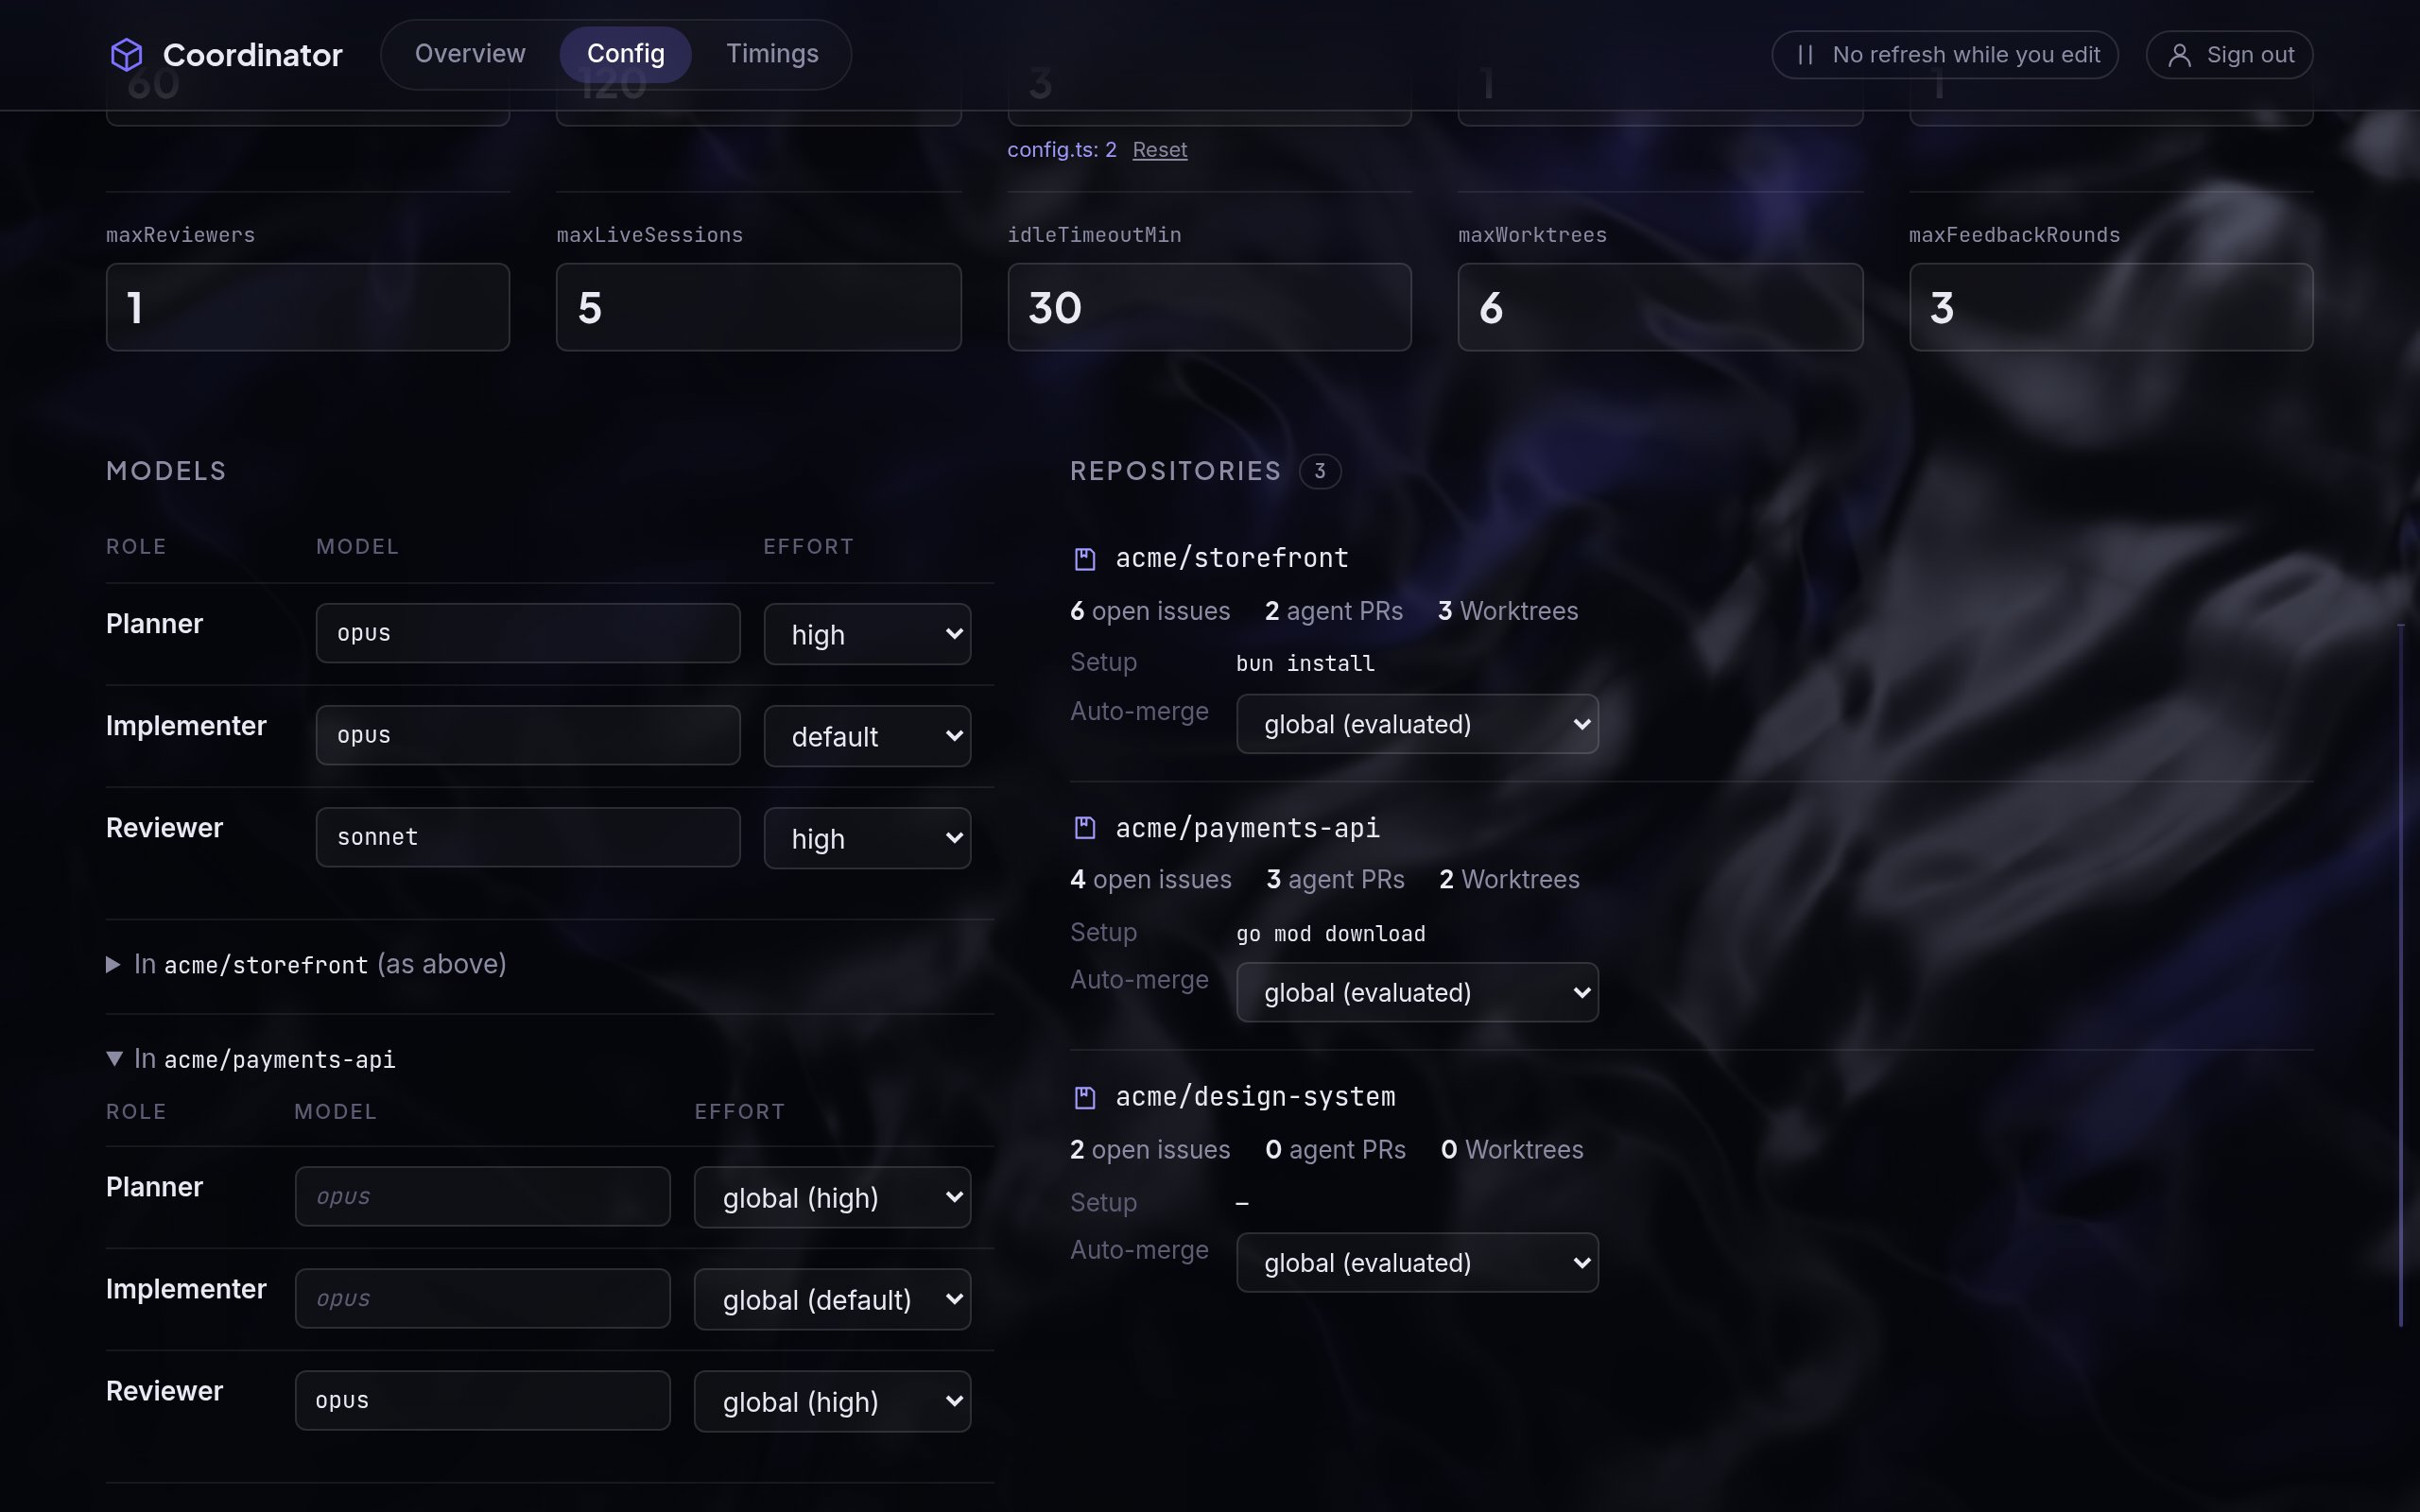 Coordinator
Overview Config Timings
No refresh while you edit
Sign out
60 120 3 1 1
config.ts: 2 Reset
maxReviewers maxLiveSessions idleTimeoutMin maxWorktrees maxFeedbackRounds
1 5 30 6 3
MODELS
ROLE MODEL EFFORT
Planner opus high
Implementer opus default
Reviewer sonnet high
In acme/storefront (as above)
In acme/payments-api
ROLE MODEL EFFORT
Planner opus global (high)
Implementer opus global (default)
Reviewer opus global (high)
REPOSITORIES 3
acme/storefront
6 open issues 2 agent PRs 3 Worktrees
Setup bun install
Auto-merge global (evaluated)
acme/payments-api
4 open issues 3 agent PRs 2 Worktrees
Setup go mod download
Auto-merge global (evaluated)
acme/design-system
2 open issues 0 agent PRs 0 Worktrees
Setup –
Auto-merge global (evaluated)